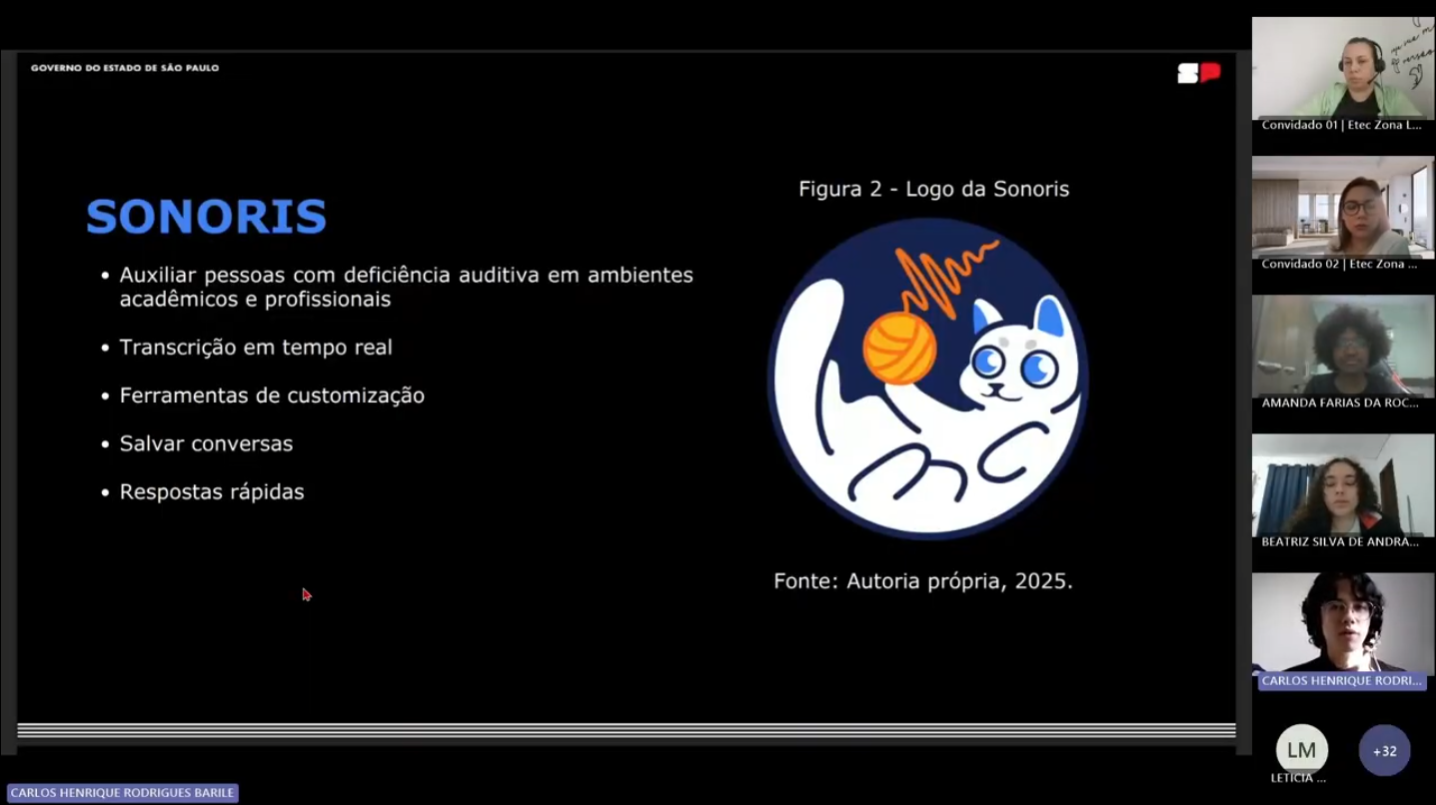 GOVERNO DO ESTADO DE SÃO PAULO
SP
SONORIS
• Auxiliar pessoas com deficiência auditiva em ambientes
acadêmicos e profissionais
• Transcrição em tempo real
• Ferramentas de customização
• Salvar conversas
• Respostas rápidas
Figura 2 - Logo da Sonoris
Fonte: Autoria própria, 2025.
Convidado 01 | Etec Zona L...
Convidado 02 | Etec Zona ...
AMANDA FARIAS DA ROC...
BEATRIZ SILVA DE ANDRA...
CARLOS HENRIQUE RODRI...
LM
LETICIA ...
+32
CARLOS HENRIQUE RODRIGUES BARILE